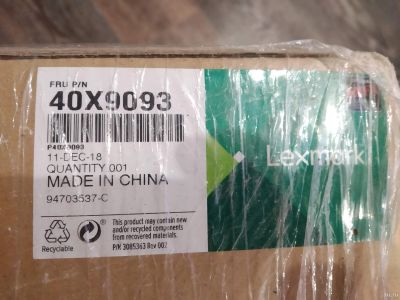 FRU P/N
40X9093
P40X9093
11-DEC-18
QUANTITY 001
MADE IN CHINA
94703537-C
Lexmark
Recyclable
This product may contain new
and/or recycled components
from recovered materials.
P/N 3085363 Rev 002